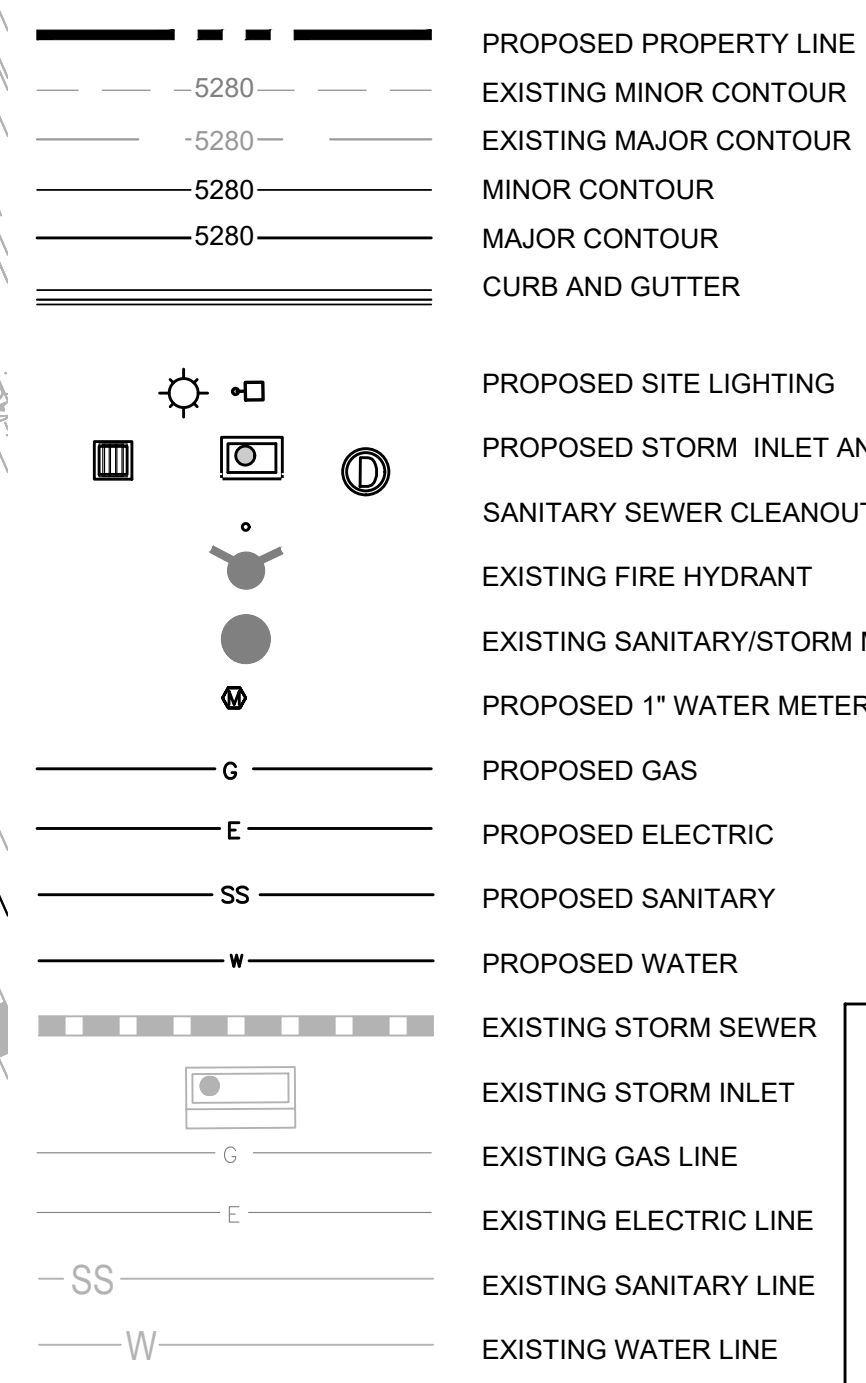 PROPOSED PROPERTY LINE
5280 EXISTING MINOR CONTOUR
5280 EXISTING MAJOR CONTOUR
5280 MINOR CONTOUR
5280 MAJOR CONTOUR
CURB AND GUTTER
PROPOSED SITE LIGHTING
D PROPOSED STORM INLET
SANITARY SEWER CLEANOUT
EXISTING FIRE HYDRANT
EXISTING SANITARY/STORM
M PROPOSED 1" WATER METER
G PROPOSED GAS
E PROPOSED ELECTRIC
SS PROPOSED SANITARY
W PROPOSED WATER
EXISTING STORM SEWER
EXISTING STORM INLET
G EXISTING GAS LINE
E EXISTING ELECTRIC LINE
SS EXISTING SANITARY LINE
W EXISTING WATER LINE